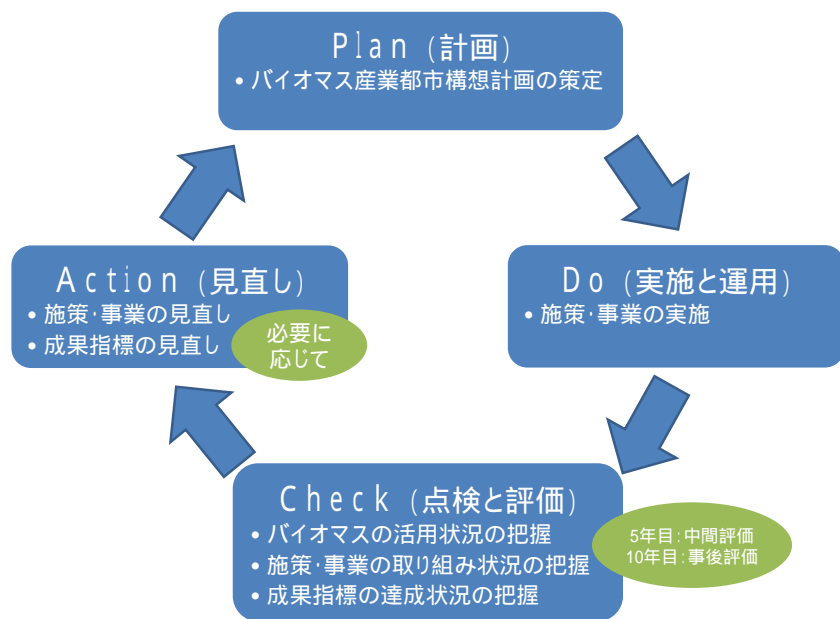 Plan (計画)
• バイオマス産業都市構想計画の策定
Action (見直し)
• 施策・事業の見直し
• 成果指標の見直し
必要に
応じて
Do (実施と運用)
• 施策・事業の実施
Check (点検と評価)
• バイオマスの活用状況の把握
• 施策・事業の取り組み状況の把握
• 成果指標の達成状況の把握
5年目:中間評価
10年目:事後評価